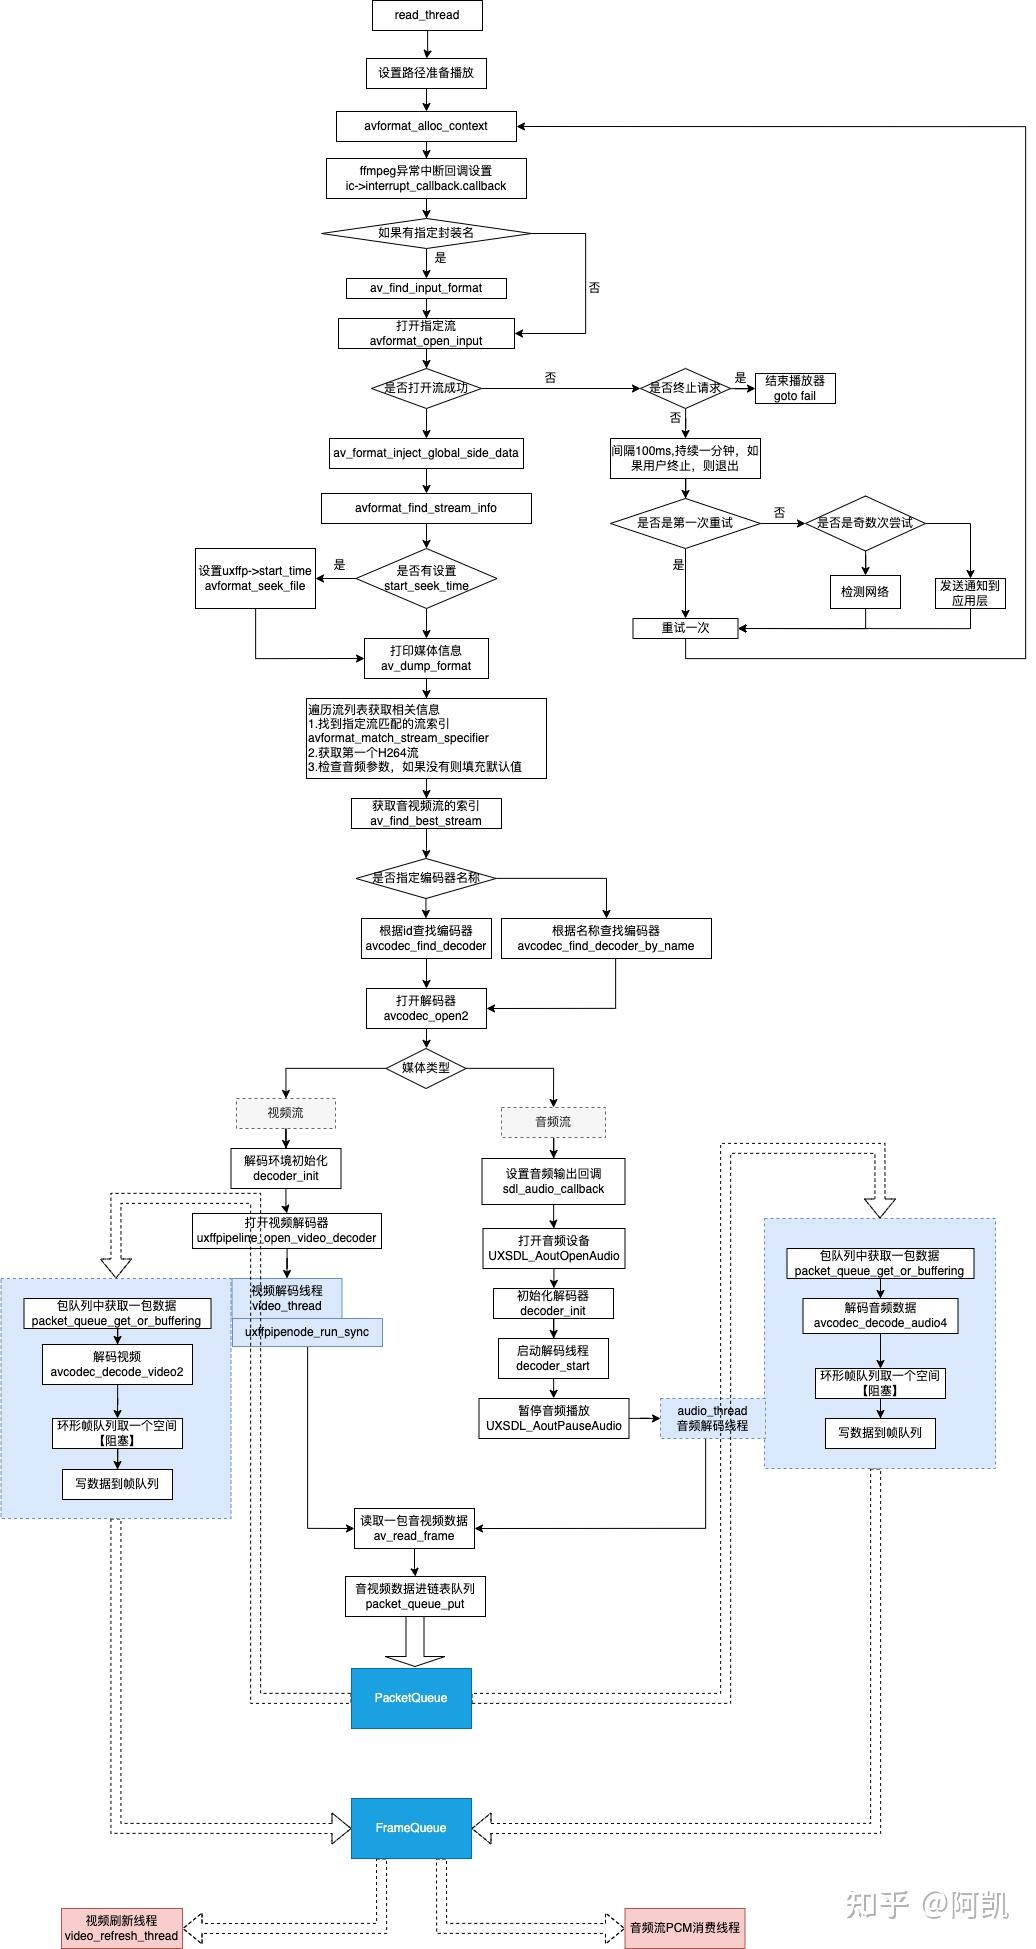 read_thread
设置路径准备播放
avformat_alloc_context
ffmpeg异常中断回调设置
ic->interrupt_callback.callback
如果有指定封装名
是
av_find_input_format
否
打开指定流
avformat_open_input
是否打开流成功
否
是否终止请求
是
结束播放器
goto fail
否
av_format_inject_global_side_data
间隔100ms,持续一分钟，如
果用户终止，则退出
avformat_find_stream_info
是否是第一次重试
否
是否是奇数次尝试
是否有设置
start_seek_time
是
设置uxffp->start_time
avformat_seek_file
是
检测网络
发送通知到
应用层
重试一次
打印媒体信息
av_dump_format
遍历流列表获取相关信息
1.找到指定流匹配的流索引
avformat_match_stream_specifier
2.获取第一个H264流
3.检查音频参数，如果没有则填充默认值
获取音视频流的索引
av_find_best_stream
是否指定编码器名称
根据id查找编码器
avcodec_find_decoder
根据名称查找编码器
avcodec_find_decoder_by_name
打开解码器
avcodec_open2
媒体类型
视频流
音频流
解码环境初始化
decoder_init
设置音频输出回调
sdl_audio_callback
打开视频解码器
uxffpipeline_open_video_decoder
打开音频设备
UXSDL_AoutOpenAudio
包队列中获取一包数据
packet_queue_get_or_buffering
视频解码线程
video_thread
uxffpipenode_run_sync
初始化解码器
decoder_init
包队列中获取一包数据
packet_queue_get_or_buffering
解码音频数据
avcodec_decode_audio4
解码视频
avcodec_decode_video2
启动解码线程
decoder_start
环形帧队列取一个空间
【阻塞】
环形帧队列取一个空间
【阻塞】
暂停音频播放
UXSDL_AoutPauseAudio
audio_thread
音频解码线程
写数据到帧队列
写数据到帧队列
读取一包音视频数据
av_read_frame
音视频数据进链表队列
packet_queue_put
PacketQueue
FrameQueue
视频刷新线程
video_refresh_thread
音频流PCM消费线程
知乎 @阿凯